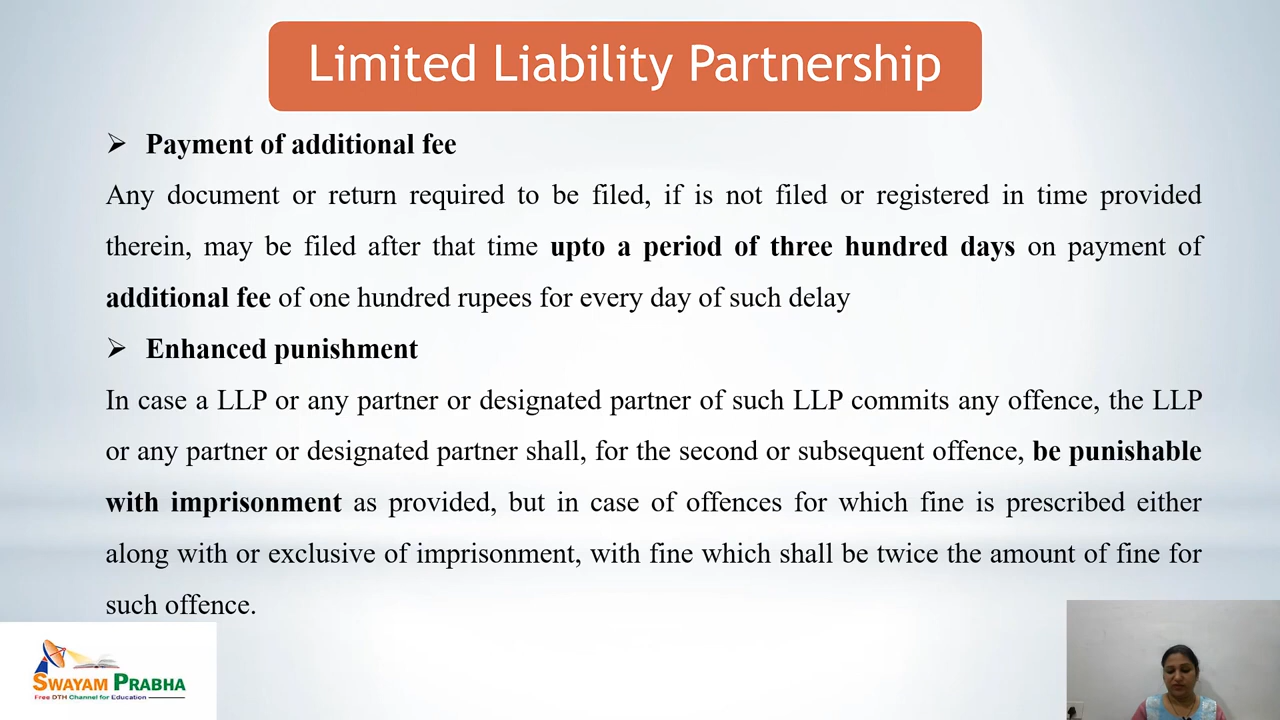 Limited Liability Partnership
➢ Payment of additional fee
Any document or return required to be filed, if is not filed or registered in time provided
therein, may be filed after that time upto a period of three hundred days on payment of
additional fee of one hundred rupees for every day of such delay
➢ Enhanced punishment
In case a LLP or any partner or designated partner of such LLP commits any offence, the LLP
or any partner or designated partner shall, for the second or subsequent offence, be punishable
with imprisonment as provided, but in case of offences for which fine is prescribed either
along with or exclusive of imprisonment, with fine which shall be twice the amount of fine for
such offence.
SWAYAM PRABHA
Free DTH Channel for Education